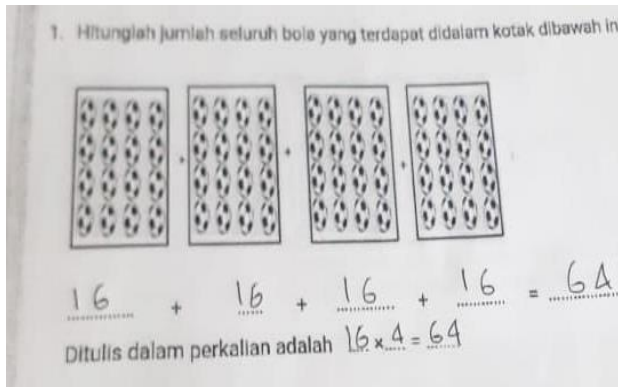 1. Hitunglah jumlah seluruh bola yang terdapat didalam kotak dibawah in
+ + +
16 + 16 + 16 + 16 = 64
Ditulis dalam perkalian adalah 16 x 4 = 64